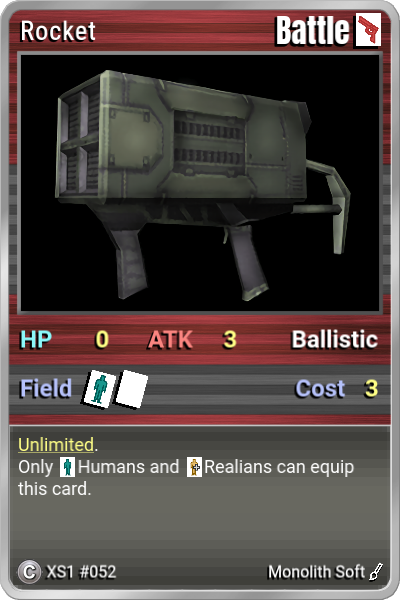 Rocket Battle
HP 0 ATK 3 Ballistic
Field Cost 3
Unlimited.
Only Humans and Realians can equip
this card.
C XS1 #052 Monolith Soft